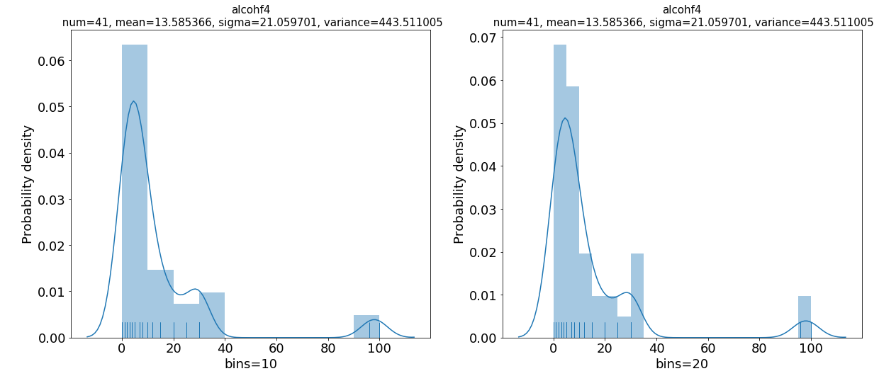 alcohf4
num=41, mean=13.585366, sigma=21.059701, variance=443.511005
0.06
0.05
0.04
0.03
0.02
0.01
0.00
Probability density
0 20 40 60 80 100
bins=10
alcohf4
num=41, mean=13.585366, sigma=21.059701, variance=443.511005
0.07
0.06
0.05
0.04
0.03
0.02
0.01
0.00
Probability density
0 20 40 60 80 100
bins=20